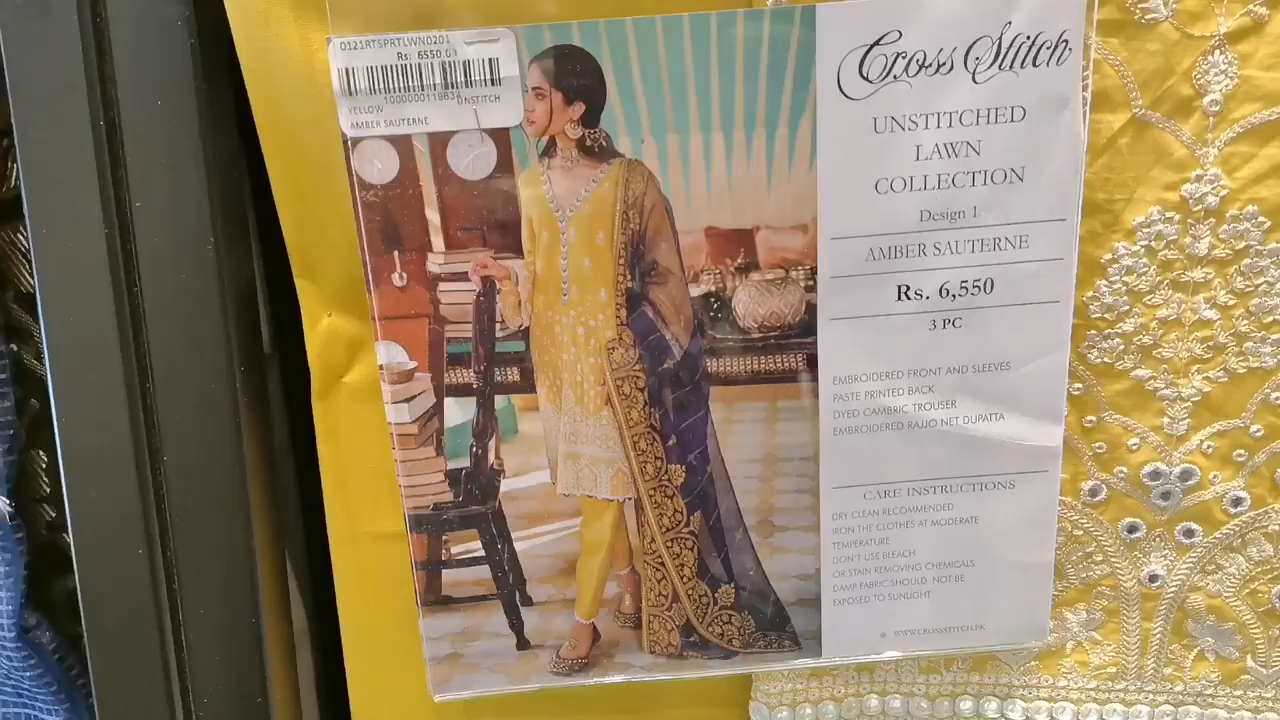 0121RTSPRTLWN0201
Rs: 6550.0
UNSTITCH
YELLOW
AMBER SAUTERNE
Cross Stitch
UNSTITCHED
LAWN
COLLECTION
Design 1
AMBER SAUTERNE
Rs. 6,550
3 PC
EMBROIDERED FRONT AND SLEEVES
PASTE PRINTED BACK
DYED CAMBRIC TROUSER
EMBROIDERED RAJJO NET DUPATTA
CARE INSTRUCTIONS
DRY CLEAN RECOMMENDED
IRON THE CLOTHES AT MODERATE
TEMPERATURE
DON'T USE BLEACH
OR STAIN REMOVING CHEMICALS
DAMP FABRIC SHOULD NOT BE
EXPOSED TO SUNLIGHT
WWW.CROSSSTITCH.PK